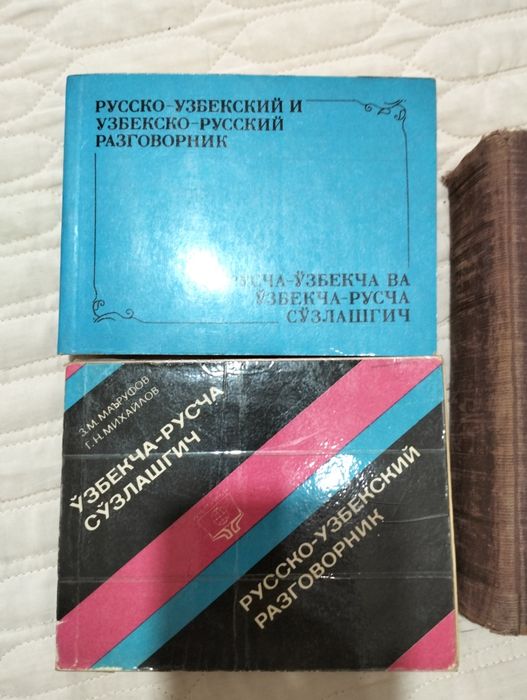 РУССКО-УЗБЕКСКИЙ И
УЗБЕКСКО-РУССКИЙ
РАЗГОВОРНИК
РУСЧА-ЎЗБЕКЧА ВА
ЎЗБЕКЧА-РУСЧА
СЎЗЛАШГИЧ
З.М. МАЪРУФОВ
Г.Н. МИХАЙЛОВ
ЎЗБЕКЧА-РУСЧА
СЎЗЛАШГИЧ
РУССКО-УЗБЕКСКИЙ
РАЗГОВОРНИК